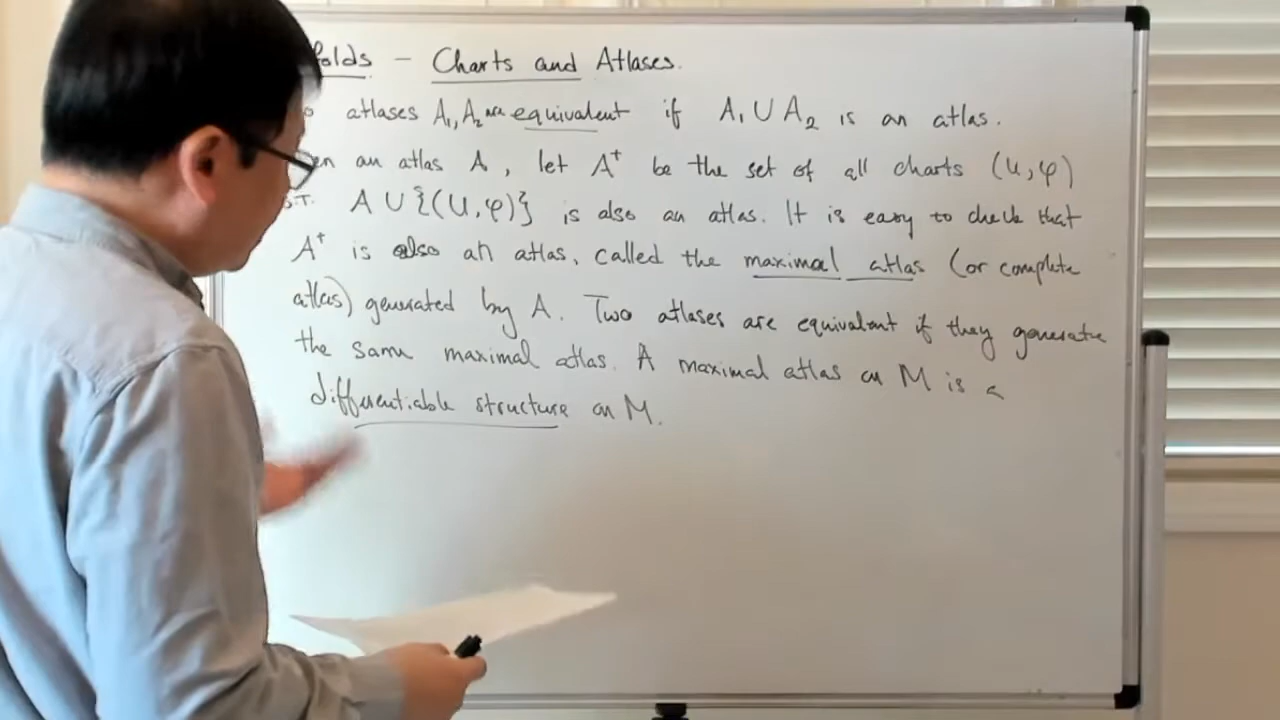 folds – Charts and Atlases.
atlases A₁, A₂ are equivalent if A₁ ∪ A₂ is an atlas.
en an atlas A, let A⁺ be the set of all charts (U, φ)
S.T. A ∪ {(U, φ)} is also an atlas. It is easy to check that
A⁺ is also an atlas, called the maximal atlas (or complete
atlas) generated by A. Two atlases are equivalent if they generate
the same maximal atlas. A maximal atlas on M is a
differentiable structure on M.